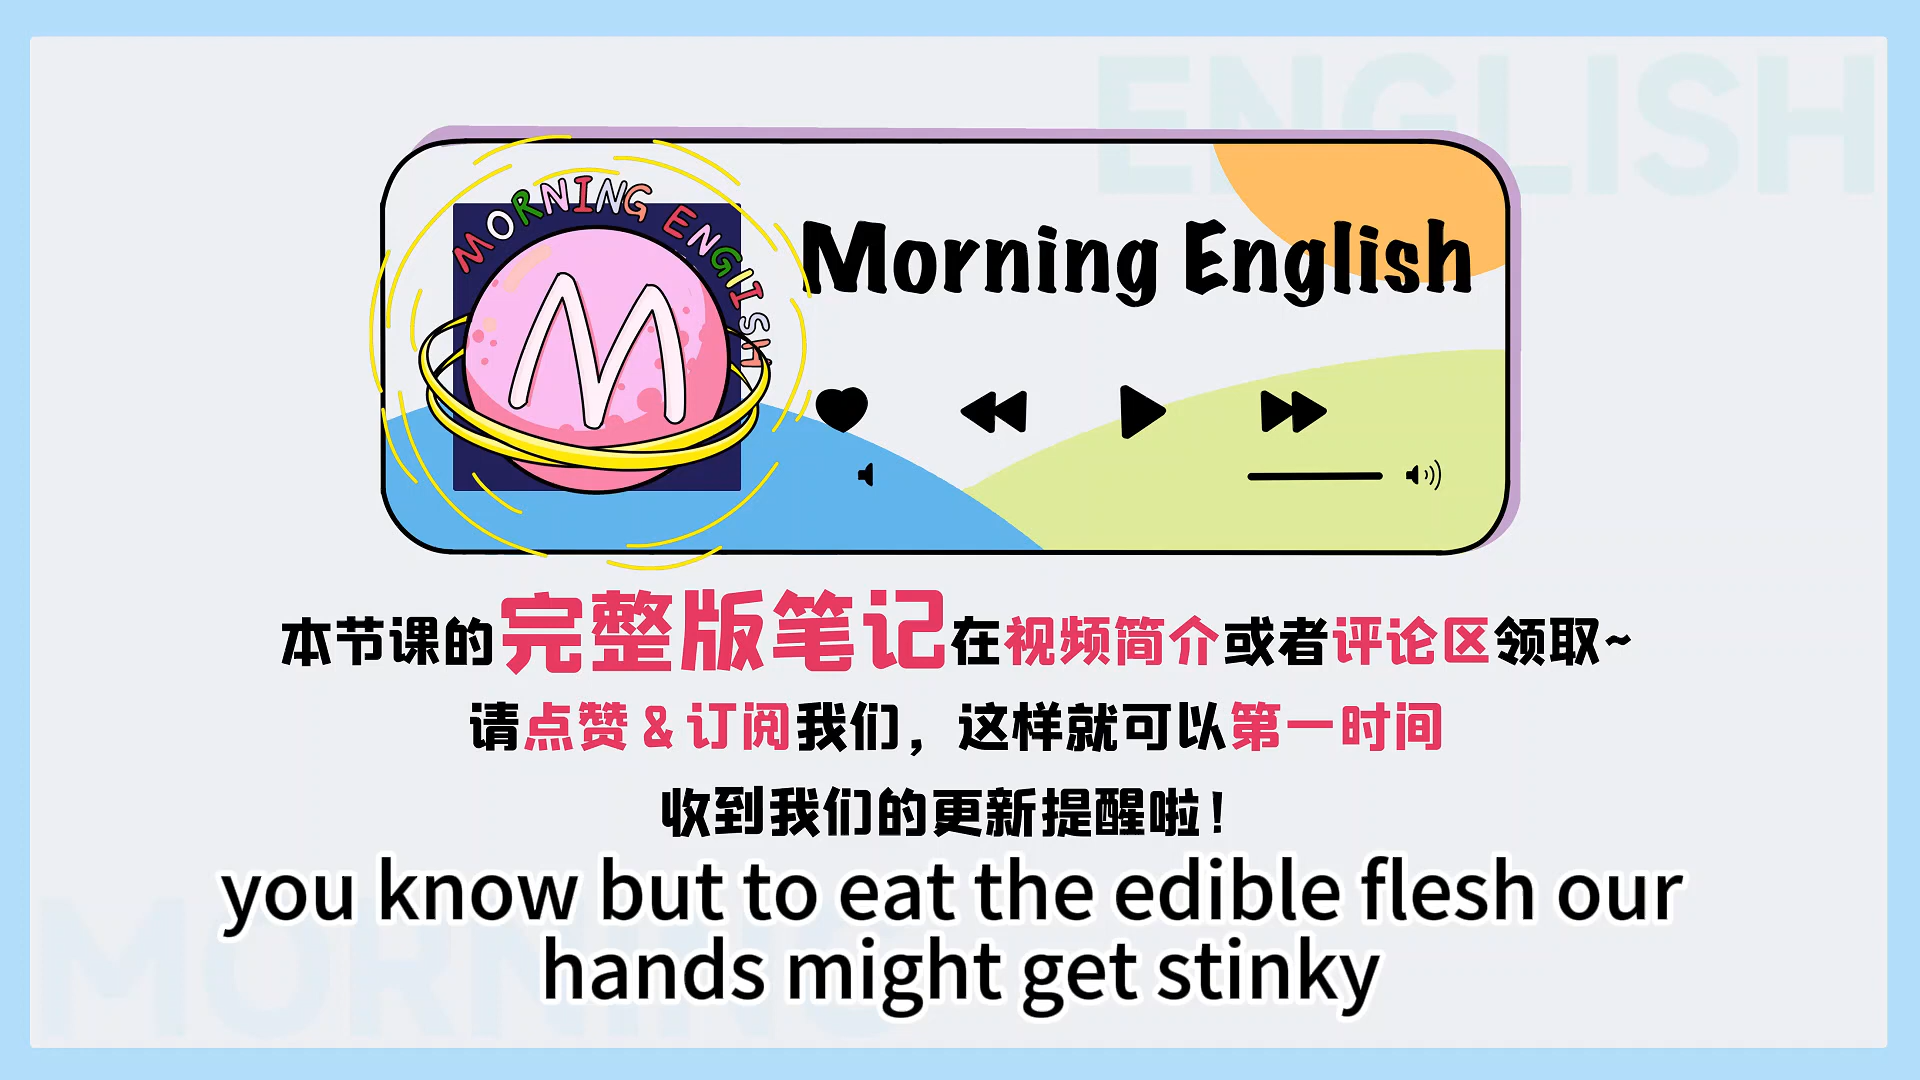 ENGLISH
MORNING ENGLISH
M
Morning English
本节课的完整版笔记在视频简介或者评论区领取~
请点赞&订阅我们，这样就可以第一时间
收到我们的更新提醒啦！
you know but to eat the edible flesh our
hands might get stinky
MORNING